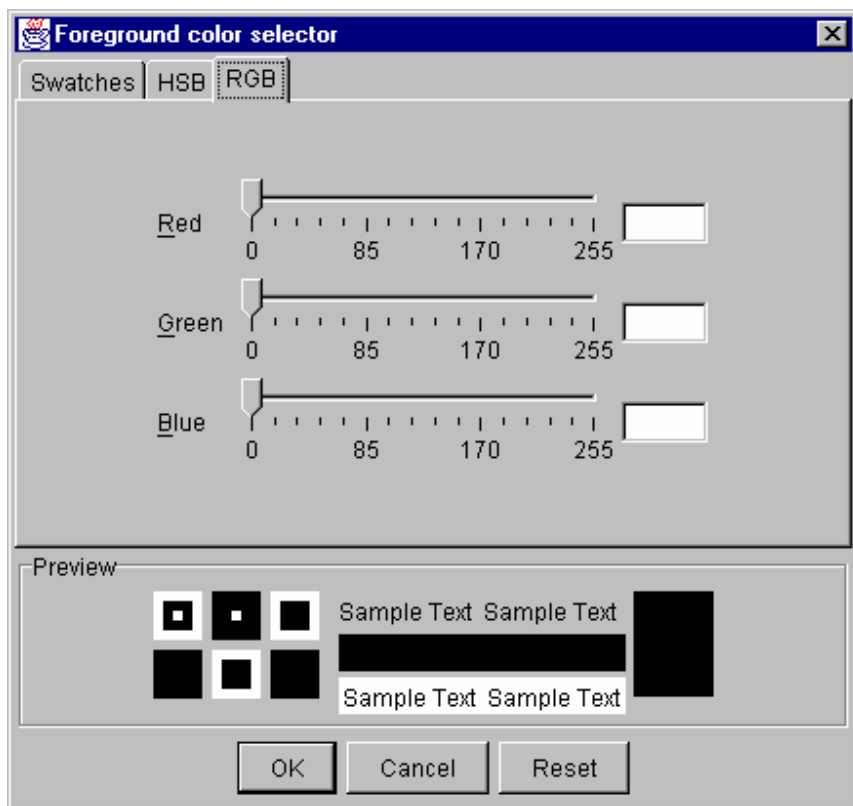 Foreground color selector
Swatches HSB RGB
Red
0 85 170 255
Green
0 85 170 255
Blue
0 85 170 255
Preview
Sample Text Sample Text
Sample Text Sample Text
OK Cancel Reset